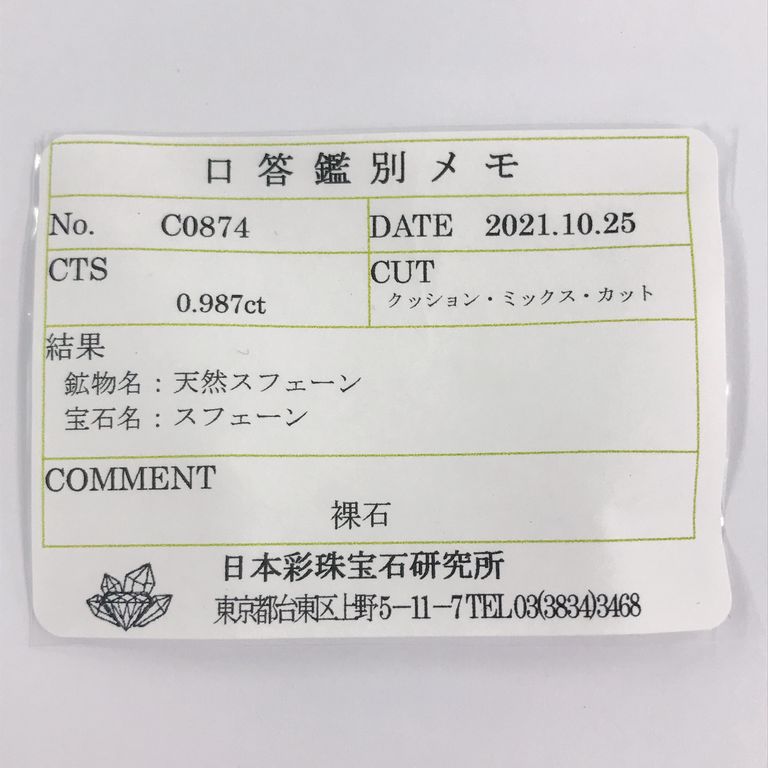 口答鑑別メモ
No. C0874 DATE 2021.10.25
CTS CUT
0.987ct クッション・ミックス・カット
結果
鉱物名：天然スフェーン
宝石名：スフェーン
COMMENT
裸石
日本彩珠宝石研究所
東京都台東区上野5－11－7 TEL 03(3834)3468